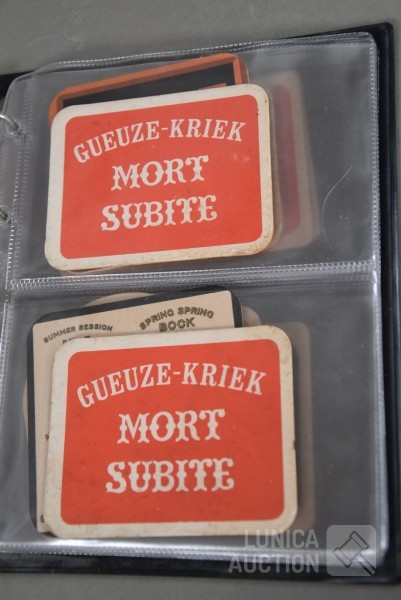 GUEUZE-KRIEK
MORT
SUBITE
SUMMER SESSION
SPRING SPRING
BOCK
GUEUZE-KRIEK
MORT
SUBITE
LUNICA
AUCTION